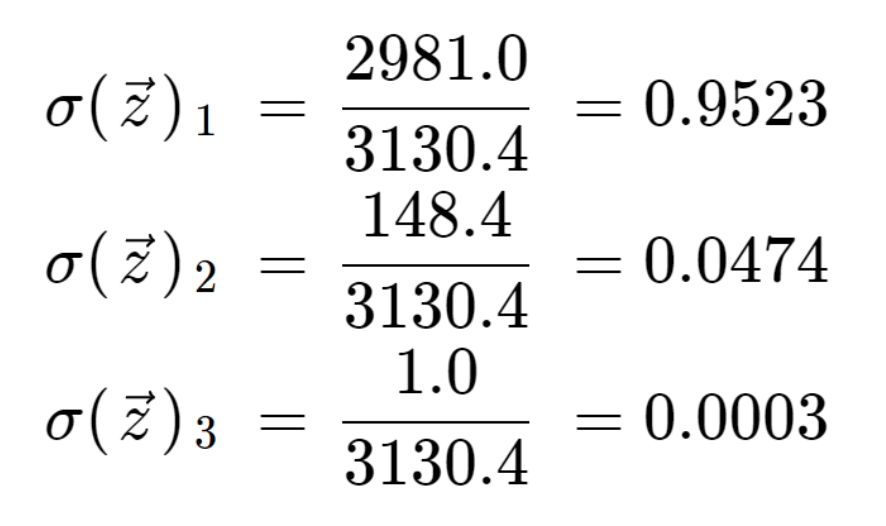 σ(z⃗)₁ = 2981.0/3130.4 = 0.9523
σ(z⃗)₂ = 148.4/3130.4 = 0.0474
σ(z⃗)₃ = 1.0/3130.4 = 0.0003